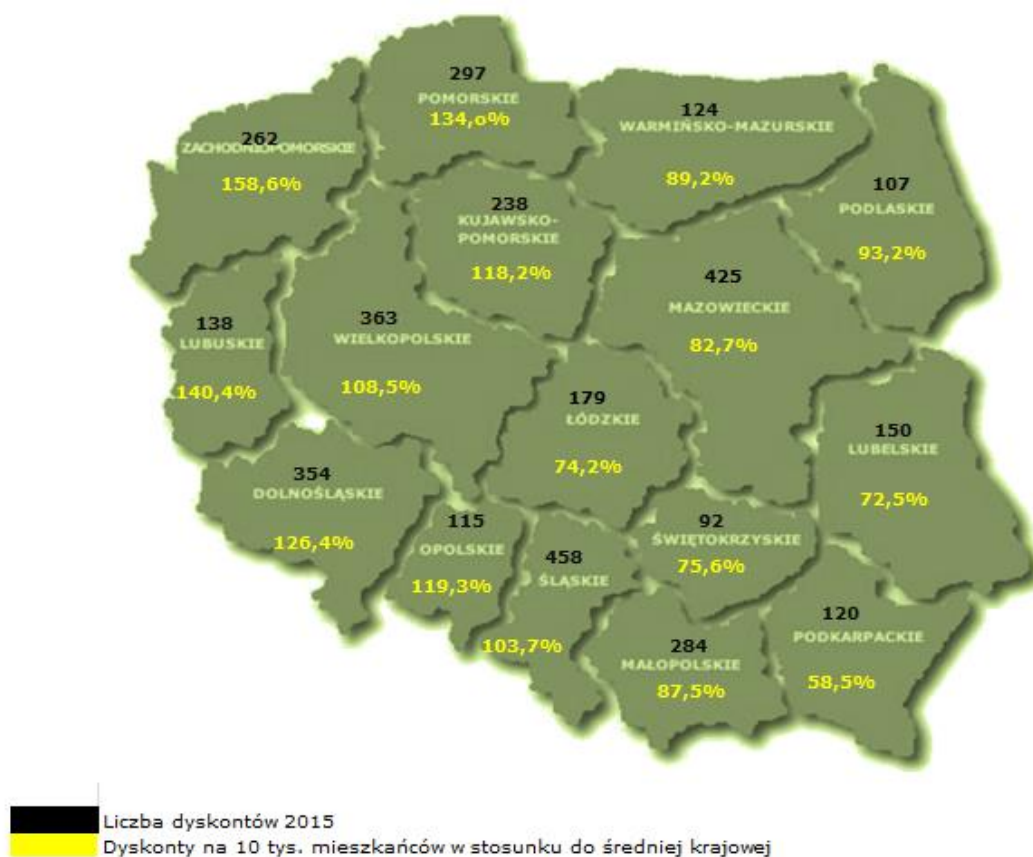 297
POMORSKIE
134,o%
124
WARMIŃSKO-MAZURSKIE
89,2%
262
ZACHODNIOPOMORSKIE
158,6%
107
PODLASKIE
93,2%
238
KUJAWSKO-
POMORSKIE
118,2%
425
MAZOWIECKIE
82,7%
138
LUBUSKIE
140,4%
363
WIELKOPOLSKIE
108,5%
179
ŁÓDZKIE
74,2%
150
LUBELSKIE
72,5%
354
DOLNOŚLĄSKIE
126,4%
115
OPOLSKIE
119,3%
458
ŚLĄSKIE
103,7%
92
ŚWIĘTOKRZYSKIE
75,6%
284
MAŁOPOLSKIE
87,5%
120
PODKARPACKIE
58,5%
Liczba dyskontów 2015
Dyskonty na 10 tys. mieszkańców w stosunku do średniej krajowej